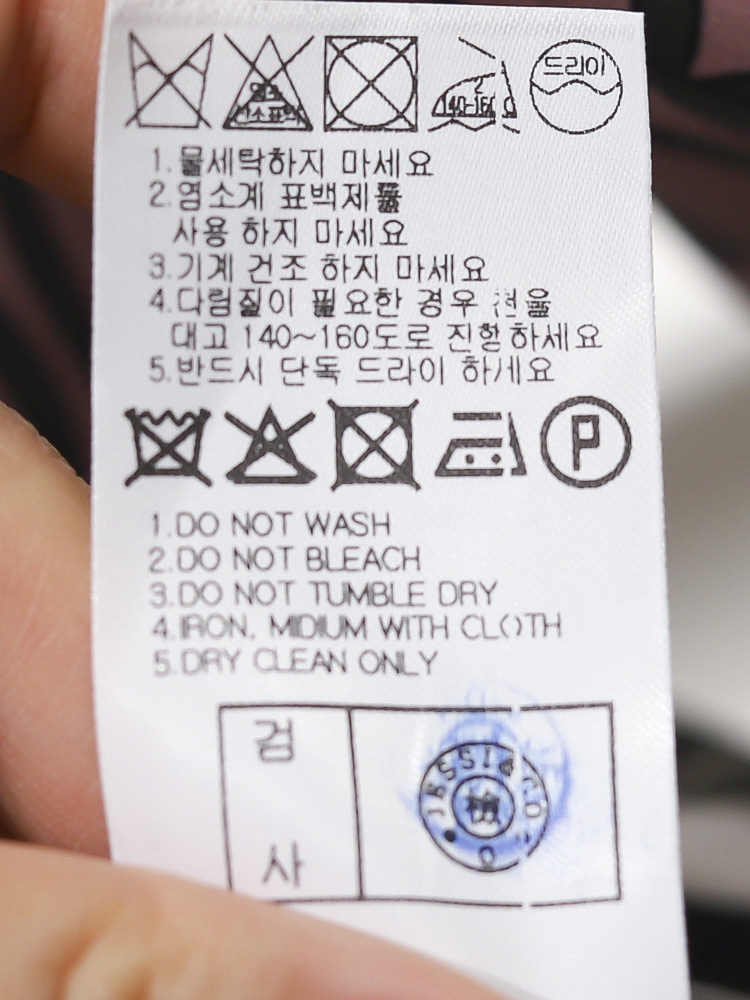 드라이
140-160
1.물세탁하지 마세요
2.염소계 표백제를
사용 하지 마세요
3.기계 건조 하지 마세요
4.다림질이 필요한 경우 천을
대고 140~160도로 진행하세요
5.반드시 단독 드라이 하세요
P
1.DO NOT WASH
2.DO NOT BLEACH
3.DO NOT TUMBLE DRY
4.IRON. MIDIUM WITH CLOTH
5.DRY CLEAN ONLY
검
사